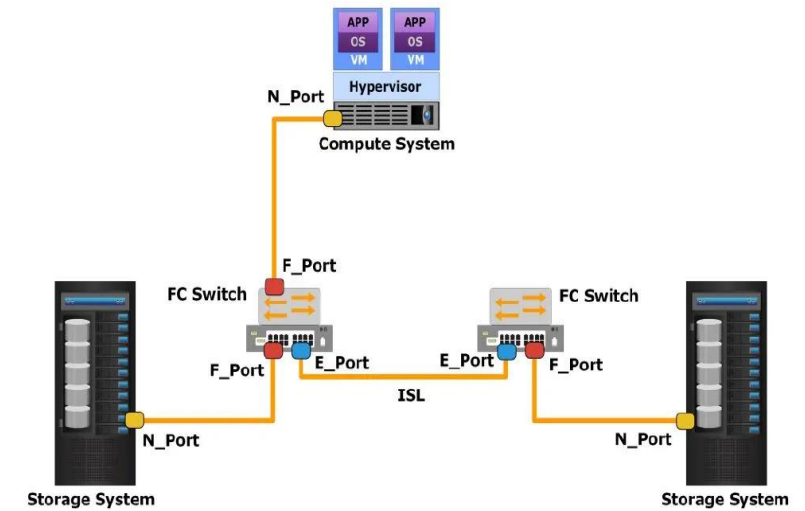 APP APP
OS OS
VM VM
Hypervisor
N_Port
Compute System
F_Port
FC Switch
FC Switch
F_Port
E_Port
E_Port
F_Port
ISL
N_Port
N_Port
Storage System
Storage System